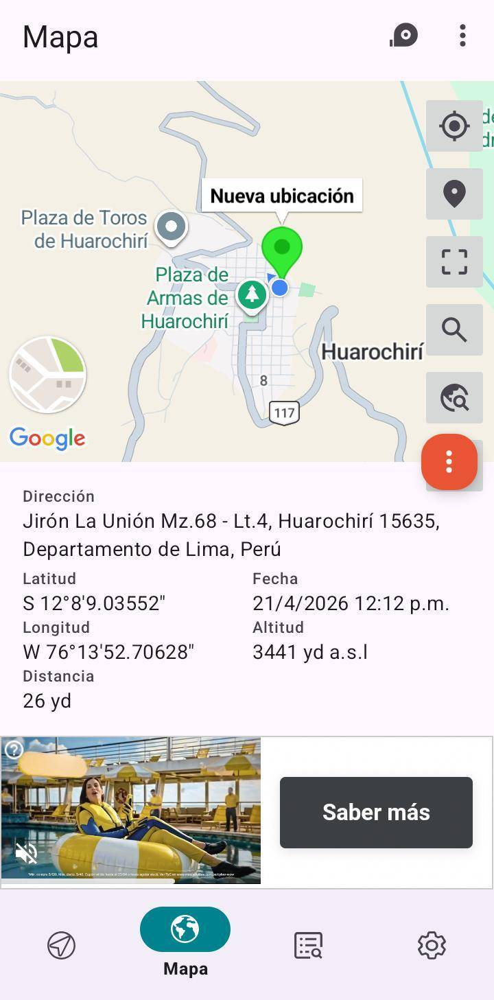 Mapa
Nueva ubicación
Plaza de Toros
de Huarochirí
Plaza de
Armas de
Huarochirí
Huarochirí
8
117
Google
Dirección
Jirón La Unión Mz.68 - Lt.4, Huarochirí 15635,
Departamento de Lima, Perú
Latitud
S 12°8'9.03552"
Fecha
21/4/2026 12:12 p.m.
Longitud
W 76°13'52.70628"
Altitud
3441 yd a.s.l
Distancia
26 yd
Saber más
Mapa